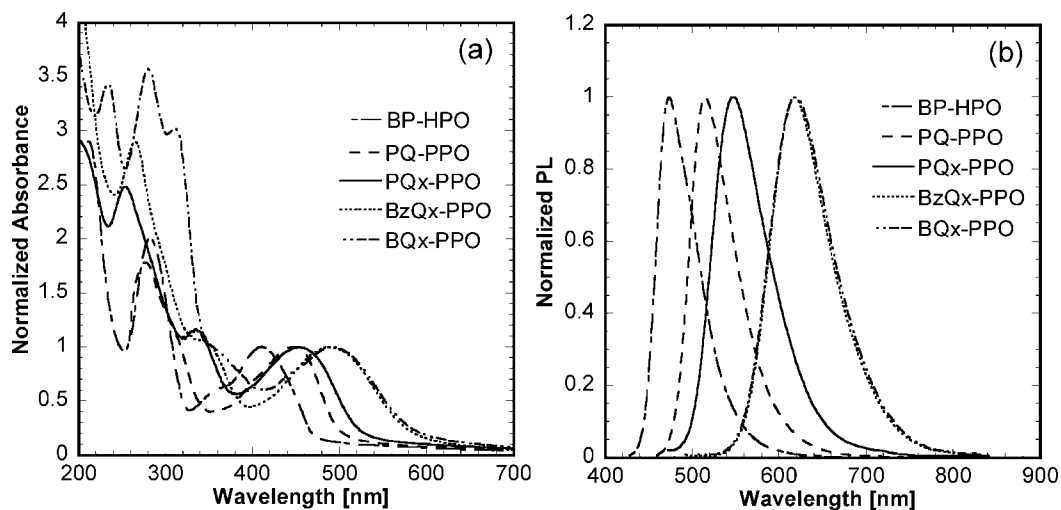 (a)
Normalized Absorbance
4
3.5
3
2.5
2
1.5
1
0.5
0
200
300
400
500
600
700
Wavelength [nm]
BP-HPO
PQ-PPO
PQx-PPO
BzQx-PPO
BQx-PPO
(b)
Normalized PL
1.2
1
0.8
0.6
0.4
0.2
0
400
500
600
700
800
900
Wavelength [nm]
BP-HPO
PQ-PPO
PQx-PPO
BzQx-PPO
BQx-PPO